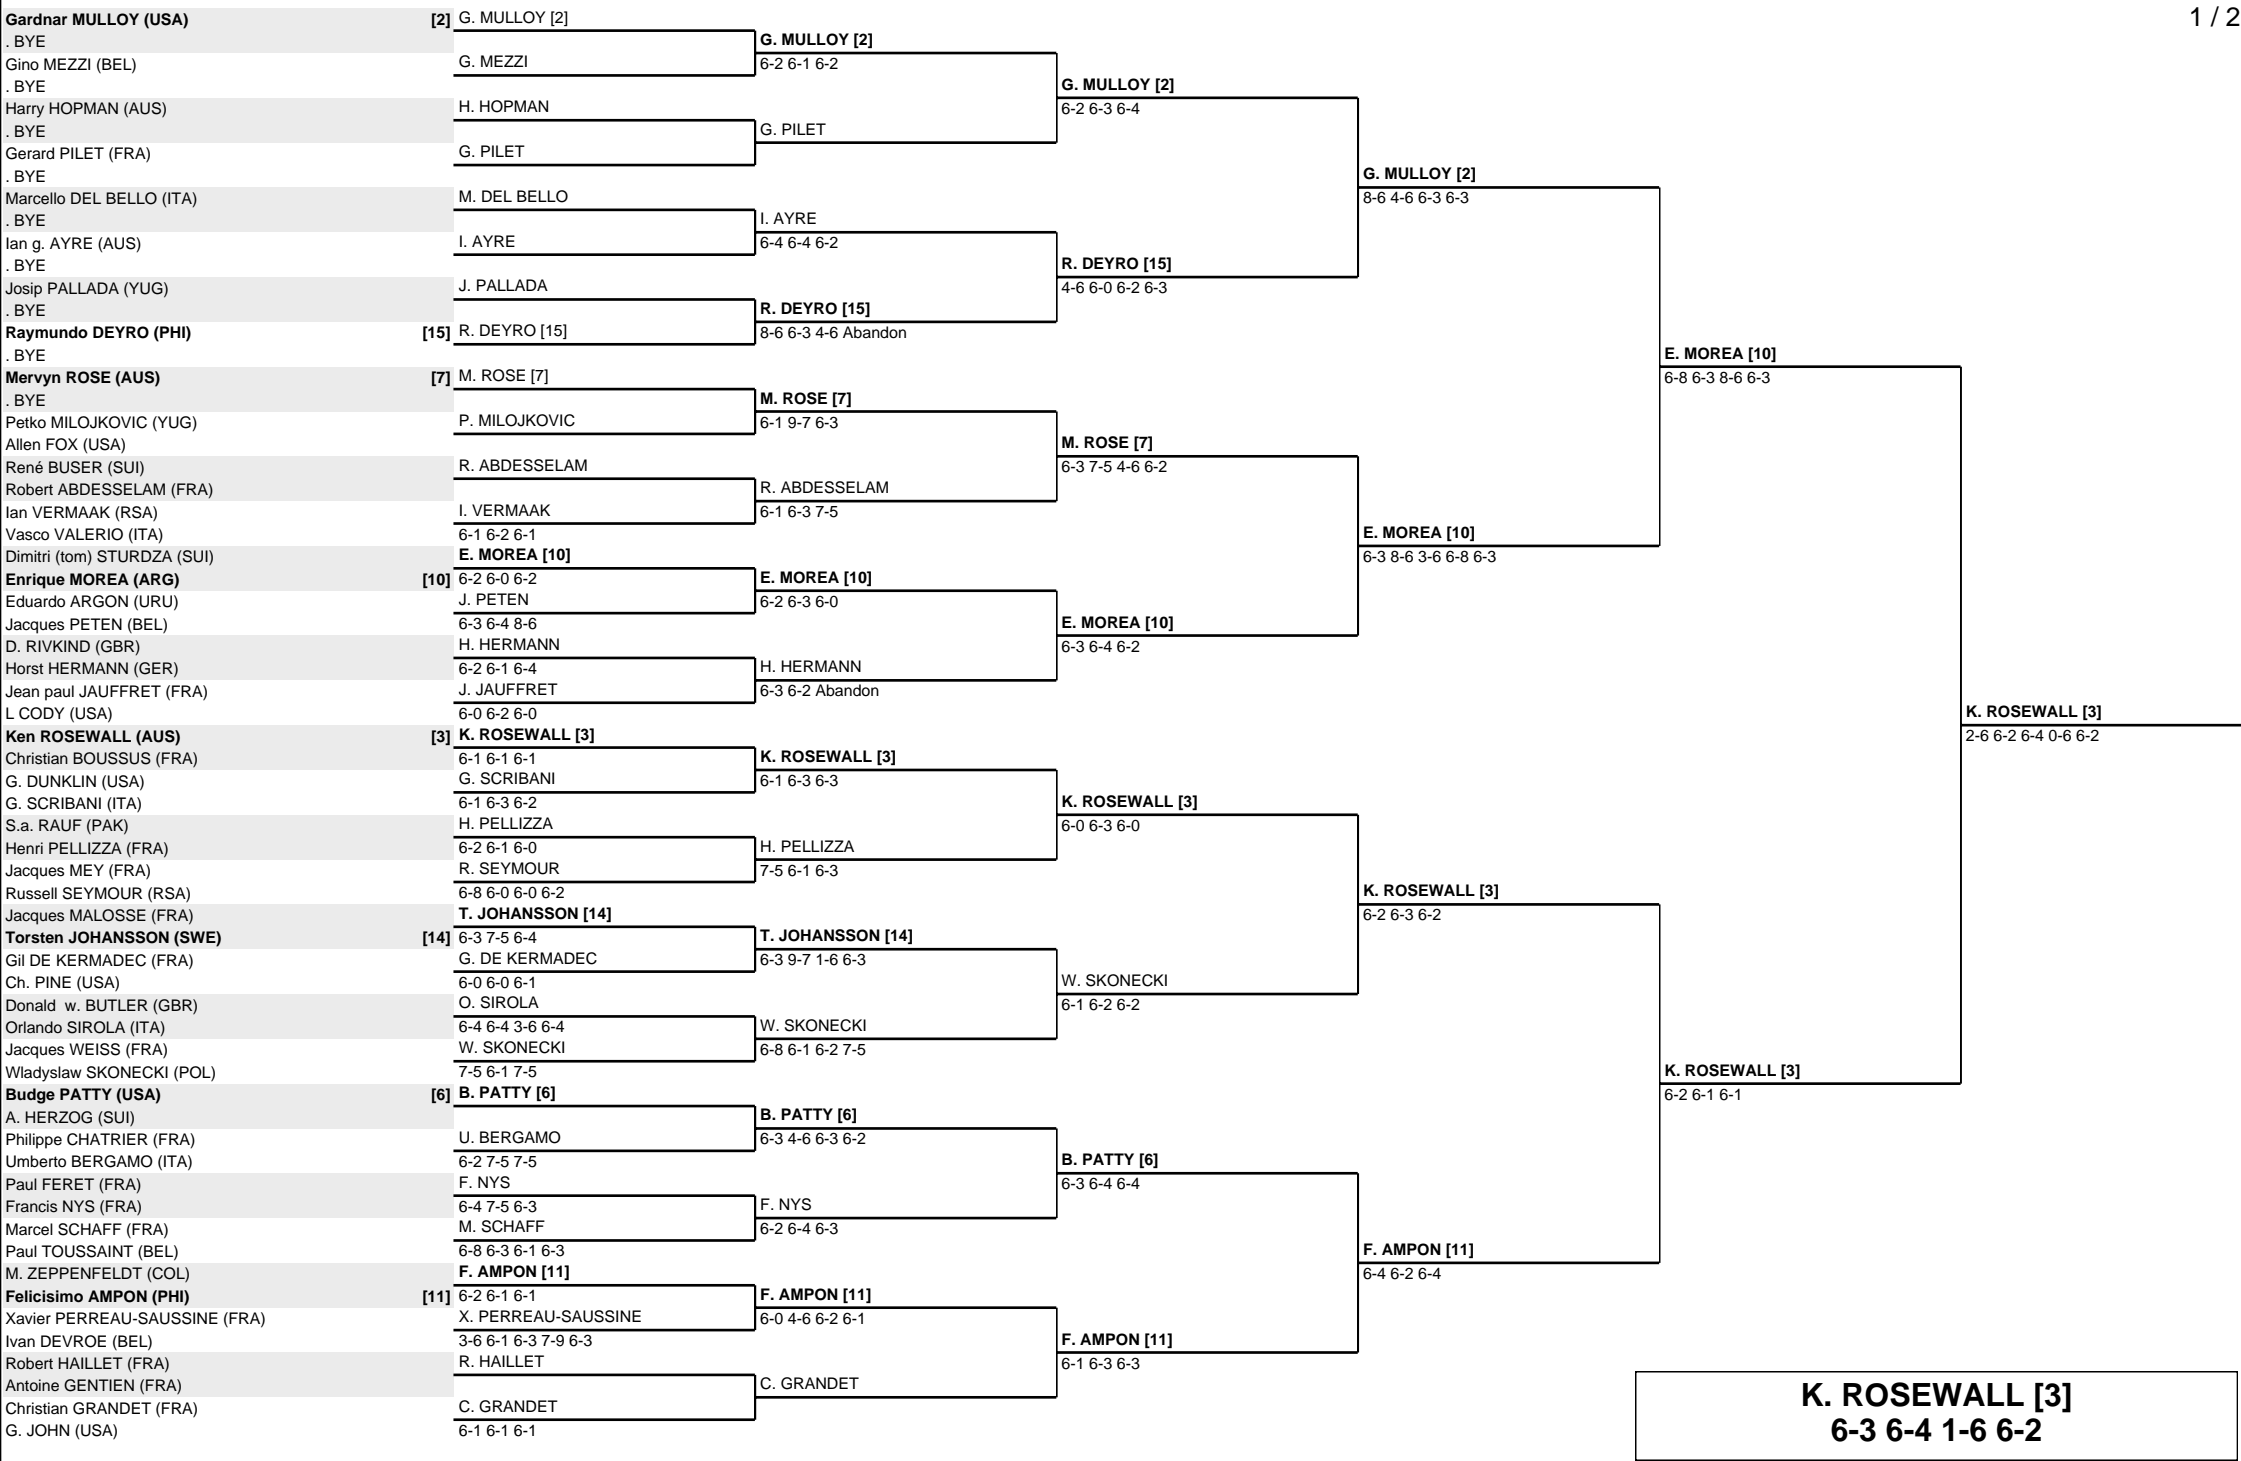 1 / 2
Gardnar MULLOY (USA) [2]
. BYE
Gino MEZZI (BEL)
. BYE
Harry HOPMAN (AUS)
. BYE
Gerard PILET (FRA)
. BYE
Marcello DEL BELLO (ITA)
. BYE
Ian g. AYRE (AUS)
. BYE
Josip PALLADA (YUG)
. BYE
Raymundo DEYRO (PHI) [15]
. BYE
Mervyn ROSE (AUS) [7]
. BYE
Petko MILOJKOVIC (YUG)
Allen FOX (USA)
René BUSER (SUI)
Robert ABDESSELAM (FRA)
Ian VERMAAK (RSA)
Vasco VALERIO (ITA)
Dimitri (tom) STURDZA (SUI)
Enrique MOREA (ARG) [10]
Eduardo ARGON (URU)
Jacques PETEN (BEL)
D. RIVKIND (GBR)
Horst HERMANN (GER)
Jean paul JAUFFRET (FRA)
L CODY (USA)
Ken ROSEWALL (AUS) [3]
Christian BOUSSUS (FRA)
G. DUNKLIN (USA)
G. SCRIBANI (ITA)
S.a. RAUF (PAK)
Henri PELLIZZA (FRA)
Jacques MEY (FRA)
Russell SEYMOUR (RSA)
Jacques MALOSSE (FRA)
Torsten JOHANSSON (SWE) [14]
Gil DE KERMADEC (FRA)
Ch. PINE (USA)
Donald  w. BUTLER (GBR)
Orlando SIROLA (ITA)
Jacques WEISS (FRA)
Wladyslaw SKONECKI (POL)
Budge PATTY (USA) [6]
A. HERZOG (SUI)
Philippe CHATRIER (FRA)
Umberto BERGAMO (ITA)
Paul FERET (FRA)
Francis NYS (FRA)
Marcel SCHAFF (FRA)
Paul TOUSSAINT (BEL)
M. ZEPPENFELDT (COL)
Felicisimo AMPON (PHI) [11]
Xavier PERREAU-SAUSSINE (FRA)
Ivan DEVROE (BEL)
Robert HAILLET (FRA)
Antoine GENTIEN (FRA)
Christian GRANDET (FRA)
G. JOHN (USA)
G. MULLOY [2]
G. MEZZI
H. HOPMAN
G. PILET
M. DEL BELLO
I. AYRE
J. PALLADA
R. DEYRO [15]
M. ROSE [7]
P. MILOJKOVIC
R. ABDESSELAM
I. VERMAAK
6-1 6-2 6-1
E. MOREA [10]
6-2 6-0 6-2
J. PETEN
6-3 6-4 8-6
H. HERMANN
6-2 6-1 6-4
J. JAUFFRET
6-0 6-2 6-0
K. ROSEWALL [3]
6-1 6-1 6-1
G. SCRIBANI
6-1 6-3 6-2
H. PELLIZZA
6-2 6-1 6-0
R. SEYMOUR
6-8 6-0 6-0 6-2
T. JOHANSSON [14]
6-3 7-5 6-4
G. DE KERMADEC
6-0 6-0 6-1
O. SIROLA
6-4 6-4 3-6 6-4
W. SKONECKI
7-5 6-1 7-5
B. PATTY [6]
U. BERGAMO
6-2 7-5 7-5
F. NYS
6-4 7-5 6-3
M. SCHAFF
6-8 6-3 6-1 6-3
F. AMPON [11]
6-2 6-1 6-1
X. PERREAU-SAUSSINE
3-6 6-1 6-3 7-9 6-3
R. HAILLET
C. GRANDET
6-1 6-1 6-1
G. MULLOY [2]
6-2 6-1 6-2
G. PILET
I. AYRE
6-4 6-4 6-2
R. DEYRO [15]
8-6 6-3 4-6 Abandon
M. ROSE [7]
6-1 9-7 6-3
R. ABDESSELAM
6-1 6-3 7-5
E. MOREA [10]
6-2 6-3 6-0
H. HERMANN
6-3 6-2 Abandon
K. ROSEWALL [3]
6-1 6-3 6-3
H. PELLIZZA
7-5 6-1 6-3
T. JOHANSSON [14]
6-3 9-7 1-6 6-3
W. SKONECKI
6-8 6-1 6-2 7-5
B. PATTY [6]
6-3 4-6 6-3 6-2
F. NYS
6-2 6-4 6-3
F. AMPON [11]
6-0 4-6 6-2 6-1
C. GRANDET
G. MULLOY [2]
6-2 6-3 6-4
R. DEYRO [15]
4-6 6-0 6-2 6-3
M. ROSE [7]
6-3 7-5 4-6 6-2
E. MOREA [10]
6-3 6-4 6-2
K. ROSEWALL [3]
6-0 6-3 6-0
W. SKONECKI
6-1 6-2 6-2
B. PATTY [6]
6-3 6-4 6-4
F. AMPON [11]
6-1 6-3 6-3
G. MULLOY [2]
8-6 4-6 6-3 6-3
E. MOREA [10]
6-3 8-6 3-6 6-8 6-3
K. ROSEWALL [3]
6-2 6-3 6-2
F. AMPON [11]
6-4 6-2 6-4
E. MOREA [10]
6-8 6-3 8-6 6-3
K. ROSEWALL [3]
6-2 6-1 6-1
K. ROSEWALL [3]
2-6 6-2 6-4 0-6 6-2
K. ROSEWALL [3]
6-3 6-4 1-6 6-2